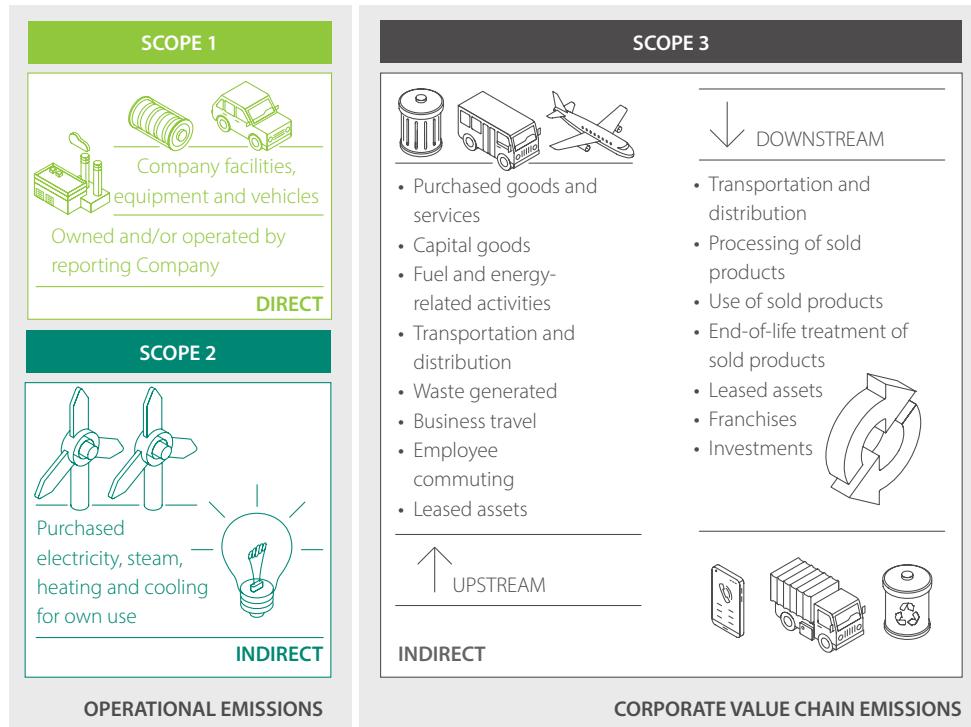 SCOPE 1
Company facilities,
equipment and vehicles
Owned and/or operated by
reporting Company
DIRECT
SCOPE 2
Purchased
electricity, steam,
heating and cooling
for own use
INDIRECT
OPERATIONAL EMISSIONS
SCOPE 3
• Purchased goods and
services
• Capital goods
• Fuel and energy-
related activities
• Transportation and
distribution
• Waste generated
• Business travel
• Employee
commuting
• Leased assets
UPSTREAM
INDIRECT
DOWNSTREAM
• Transportation and
distribution
• Processing of sold
products
• Use of sold products
• End-of-life treatment of
sold products
• Leased assets
• Franchises
• Investments
CORPORATE VALUE CHAIN EMISSIONS